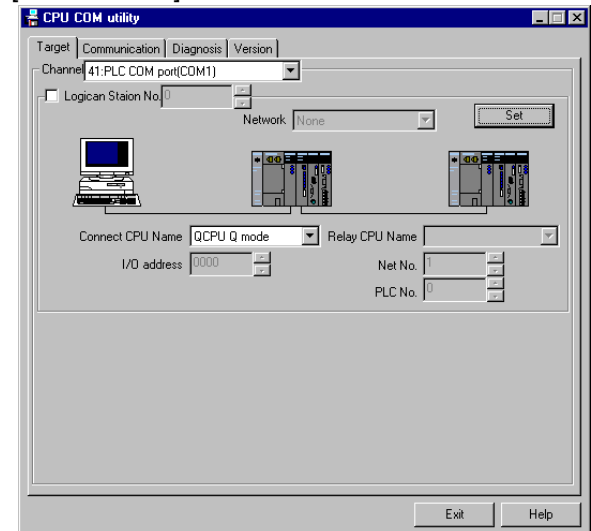 CPU COM utility
Target Communication Diagnosis Version
Channel 41:PLC COM port(COM1)
Logican Staion No. 0
Network None Set
Connect CPU Name QCPU Q mode Relay CPU Name
I/O address 0000 Net No. 1
PLC No. 0
Exit Help